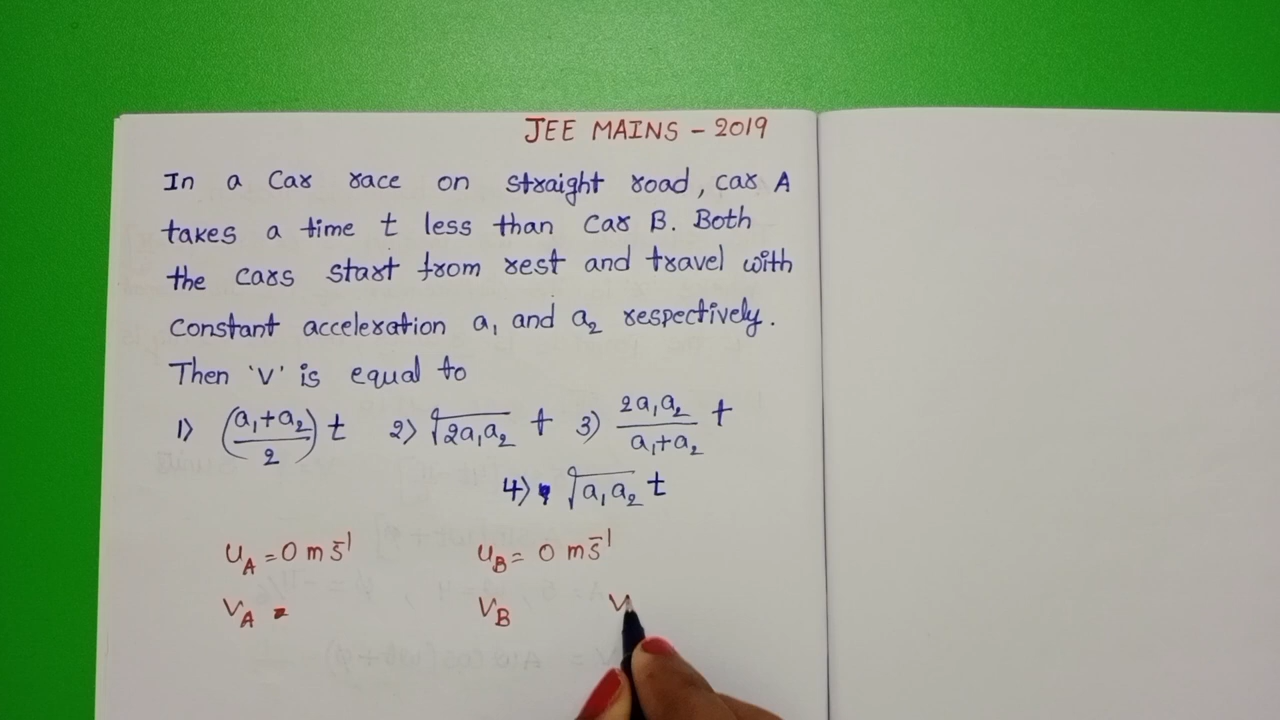 JEE MAINS - 2019
In a Car race on straight road, car A
takes a time t less than Car B. Both
the cars start from rest and travel with
Constant acceleration a₁ and a₂ respectively.
Then 'v' is equal to
1) ((a₁+a₂)/2) t 2) √(2a₁a₂) t 3) 2a₁a₂/(a₁+a₂) t
4) √(a₁a₂) t
u_A = 0 m s⁻¹ u_B = 0 m s⁻¹
V_A = V_B V